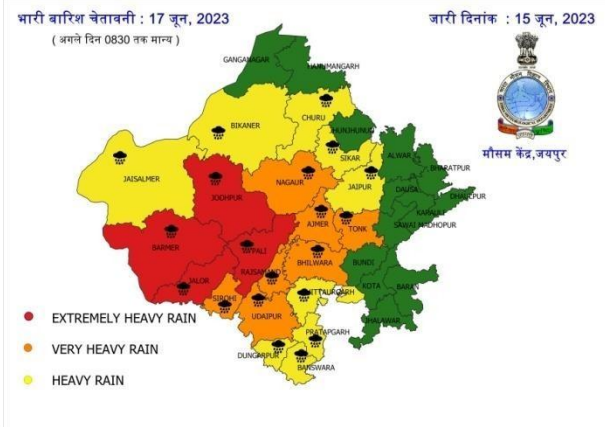 भारी बारिश चेतावनी : 17 जून, 2023
जारी दिनांक : 15 जून, 2023
( अगले दिन 0830 तक मान्य )
मौसम केंद्र,जयपुर
GANGANAGAR
HANUMANGARH
BIKANER
CHURU
JHUNJHUNU
SIKAR
ALWAR
JAISALMER
BHARATPUR
NAGAUR
JAIPUR
DAUSA
DHAULPUR
JODHPUR
KARAULI
AJMER
TONK
SAWAI MADHOPUR
BARMER
PALI
BHILWARA
BUNDI
RAJSAMAND
JALOR
KOTA
BARAN
CHITTAURGARH
SIROHI
UDAIPUR
JHALAWAR
PRATAPGARH
DUNGARPUR
BANSWARA
EXTREMELY HEAVY RAIN
VERY HEAVY RAIN
HEAVY RAIN